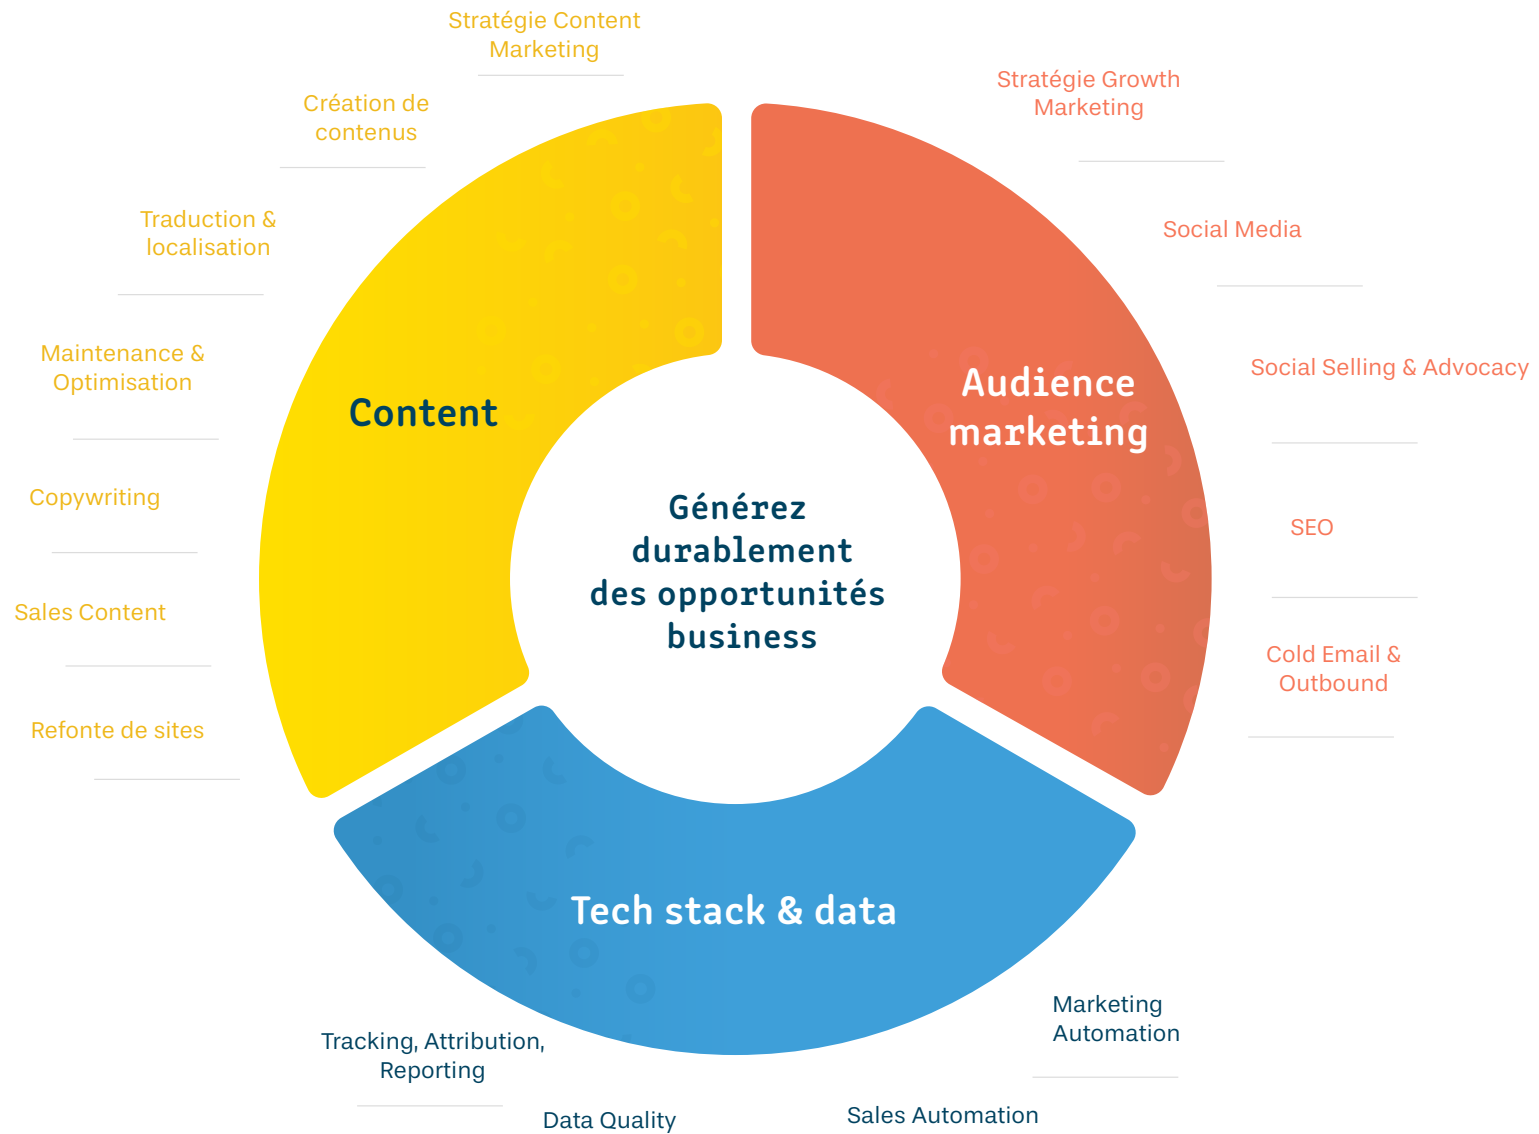 Stratégie Content
Marketing
Création de
contenus
Traduction &
localisation
Maintenance &
Optimisation
Copywriting
Sales Content
Refonte de sites
Content
Stratégie Growth
Marketing
Social Media
Social Selling & Advocacy
SEO
Cold Email &
Outbound
Audience
marketing
Générez
durablement
des opportunités
business
Tech stack & data
Tracking, Attribution,
Reporting
Data Quality
Sales Automation
Marketing
Automation